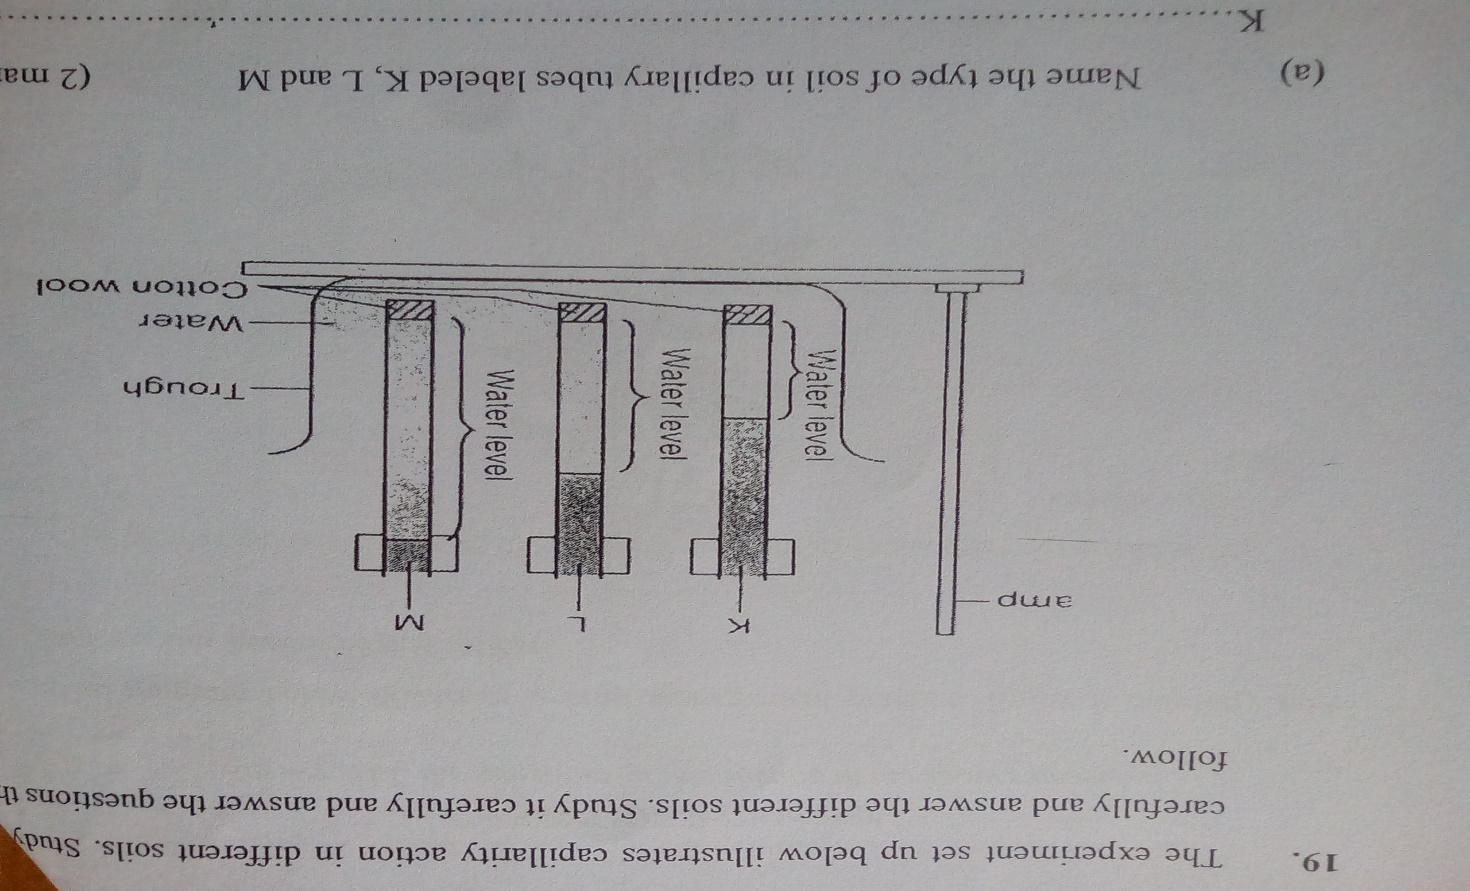 19. The experiment set up below illustrates capillarity action in different soils. Study
carefully and answer the different soils. Study it carefully and answer the questions th
follow.
K L M
amp
Water level Water level Water level
Trough
Water
Cotton wool
(a) Name the type of soil in capillary tubes labeled K, L and M (2 ma
K